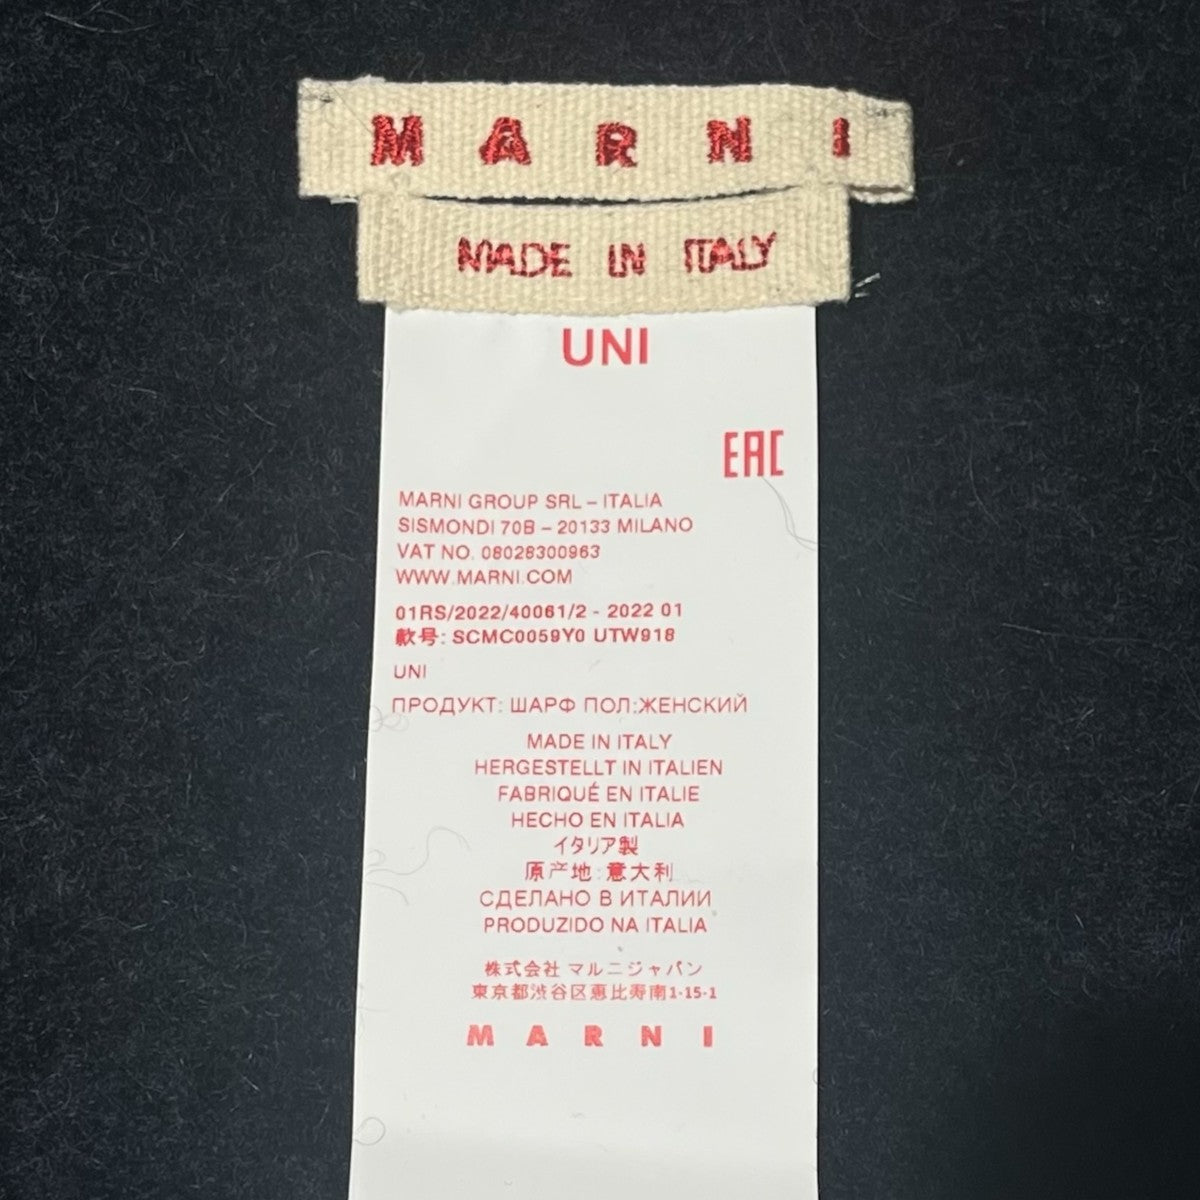 MARNI
MADE IN ITALY
UNI
EAC
MARNI GROUP SRL – ITALIA
SISMONDI 70B – 20133 MILANO
VAT NO. 08028300963
WWW.MARNI.COM
01RS/2022/40061/2 - 2022 01
款号: SCMC0059Y0 UTW918
UNI
ПРОДУКТ: ШАРФ ПОЛ:ЖЕНСКИЙ
MADE IN ITALY
HERGESTELLT IN ITALIEN
FABRIQUÉ EN ITALIE
HECHO EN ITALIA
イタリア製
原产地:意大利
СДЕЛАНО В ИТАЛИИ
PRODUZIDO NA ITALIA
株式会社 マルニジャパン
東京都渋谷区恵比寿南1-15-1
MARNI